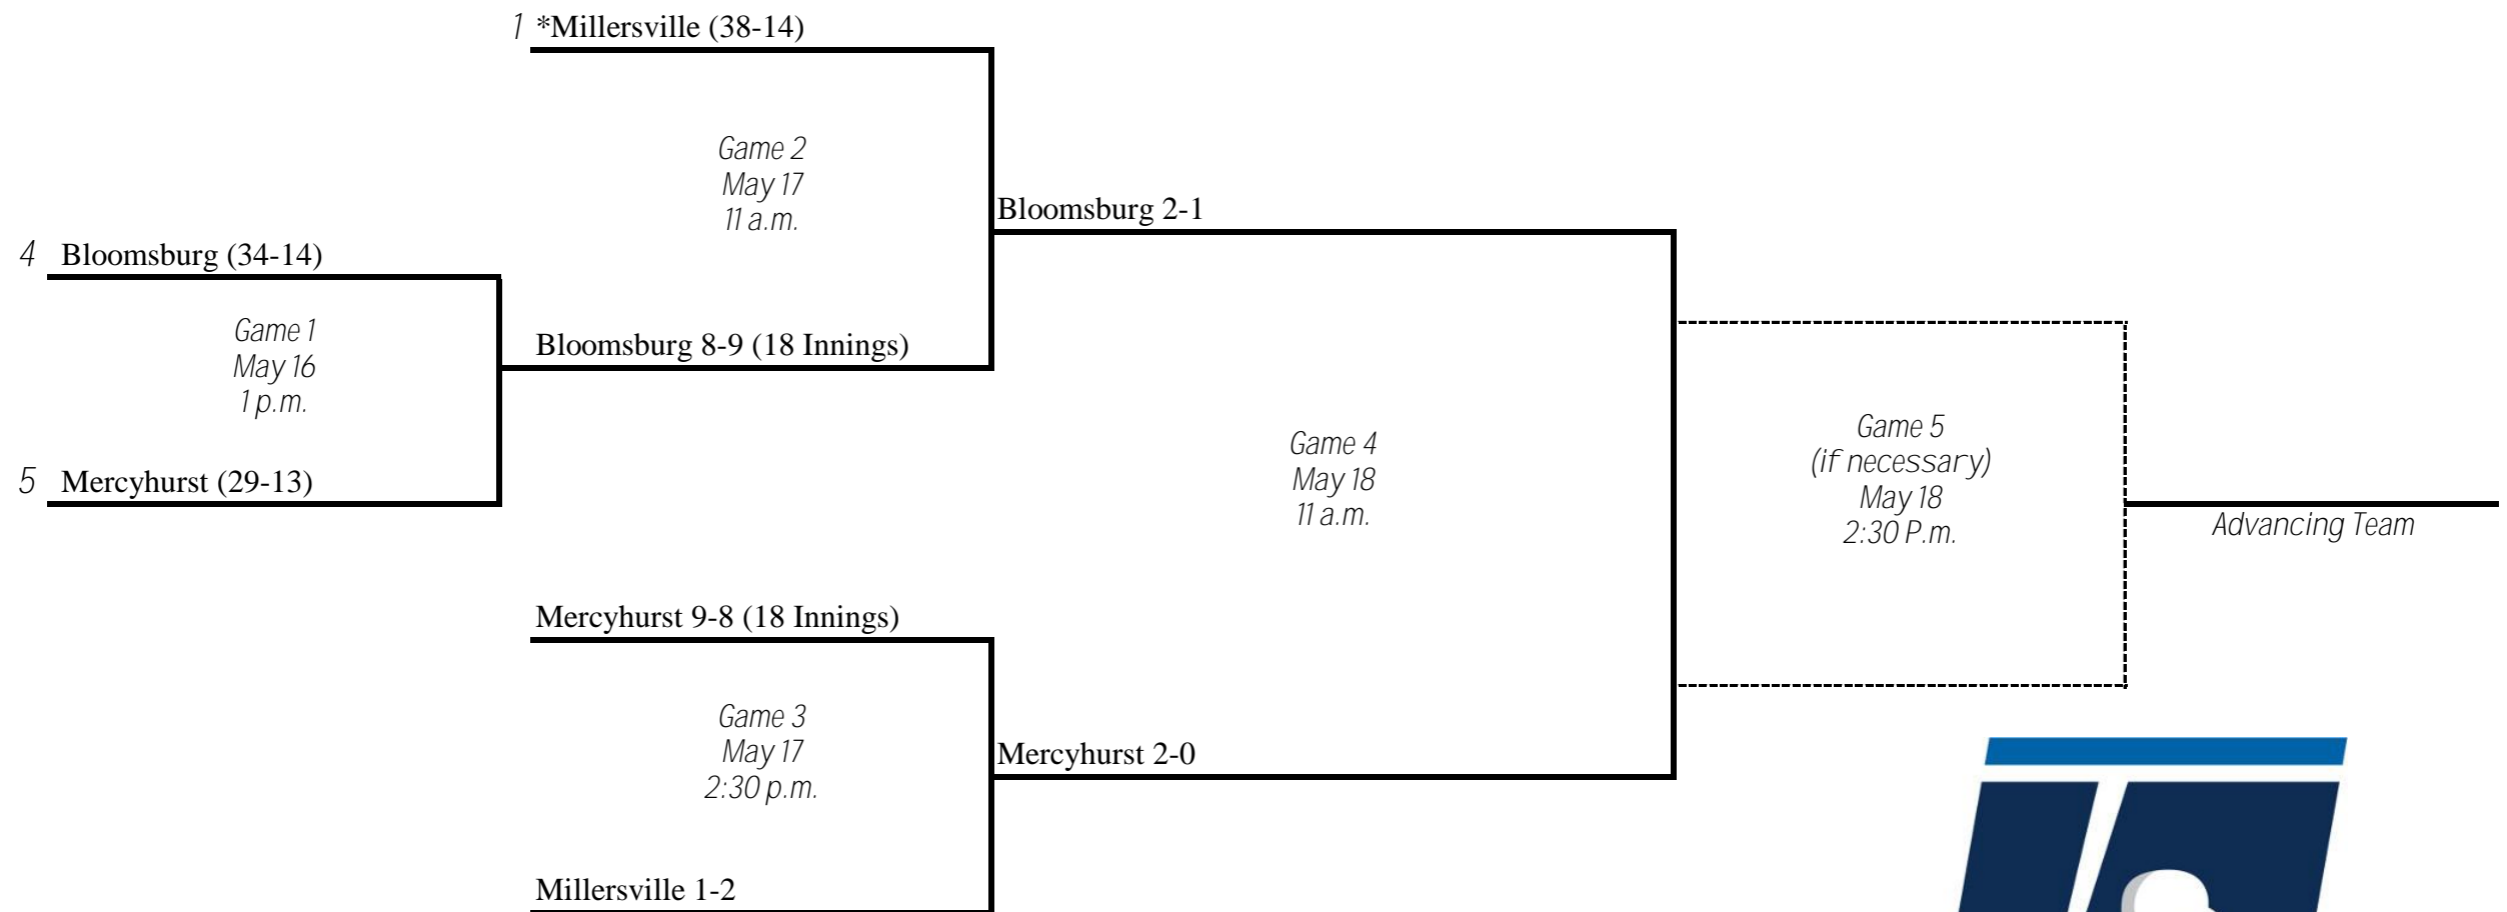 1 *Millersville (38-14)
Game 2
May 17
11 a.m.
Bloomsburg 2-1
4 Bloomsburg (34-14)
Game 1
May 16
1 p.m.
Bloomsburg 8-9 (18 Innings)
5 Mercyhurst (29-13)
Game 4
May 18
11 a.m.
Game 5
(if necessary)
May 18
2:30 P.m.
Advancing Team
Mercyhurst 9-8 (18 Innings)
Game 3
May 17
2:30 p.m.
Mercyhurst 2-0
Millersville 1-2